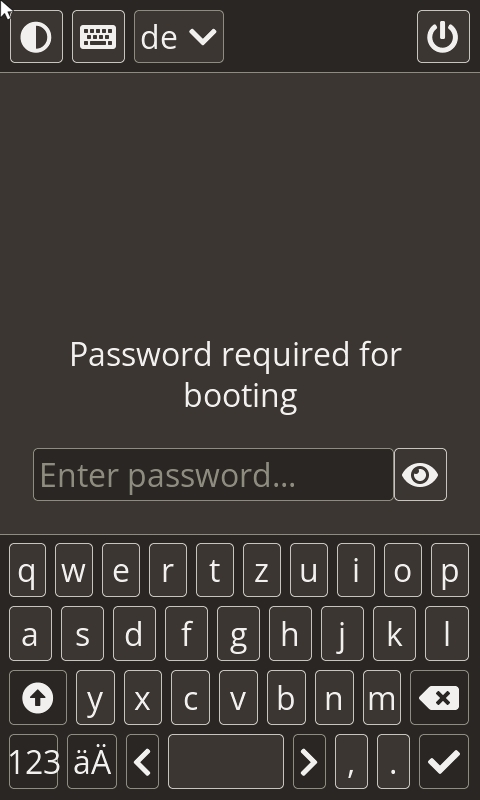 de
Password required for
booting
Enter password...
q w e r t z u i o p
a s d f g h j k l
y x c v b n m
123 äÄ , .